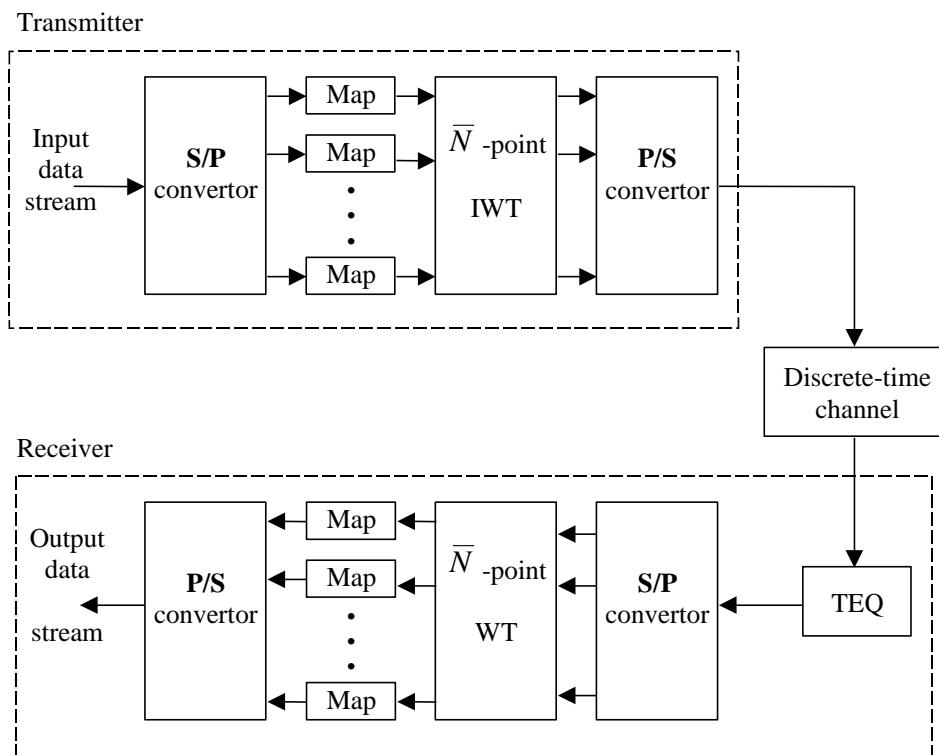 Transmitter
Input
data
stream
S/P
convertor
Map
Map
Map
N̅ -point
IWT
P/S
convertor
Discrete-time
channel
Receiver
Output
data
stream
P/S
convertor
Map
Map
Map
N̅ -point
WT
S/P
convertor
TEQ